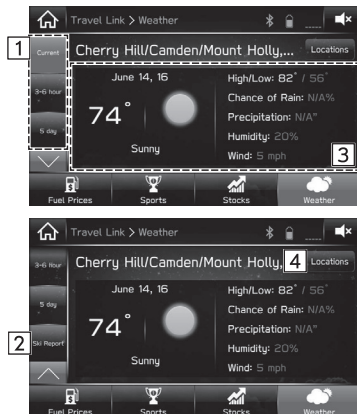 Travel Link > Weather
1
Current
Cherry Hill/Camden/Mount Holly,...
Locations
3-6 hour
5 day
June 14, 16
74°
Sunny
High/Low: 82° / 56°
Chance of Rain: N/A%
Precipitation: N/A"
Humidity: 20%
Wind: 5 mph
3
Fuel Prices
Sports
Stocks
Weather
Travel Link > Weather
3-6 Hour
Cherry Hill/Camden/Mount Holly,
4
Locations
5 day
2
Ski Report
June 14, 16
74°
Sunny
High/Low: 82° / 56°
Chance of Rain: N/A%
Precipitation: N/A"
Humidity: 20%
Wind: 5 mph
Fuel Prices
Sports
Stocks
Weather